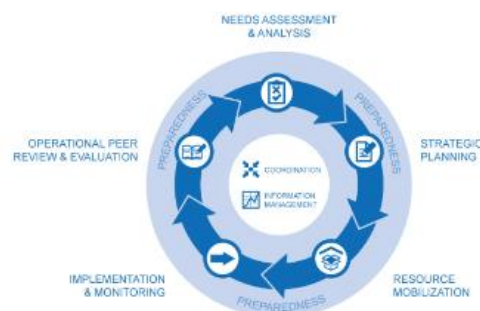 NEEDS ASSESSMENT
& ANALYSIS
PREPAREDNESS
PREPAREDNESS
OPERATIONAL PEER
REVIEW & EVALUATION
STRATEGIC
PLANNING
COORDINATION
INFORMATION
MANAGEMENT
IMPLEMENTATION
& MONITORING
RESOURCE
MOBILIZATION
PREPAREDNESS